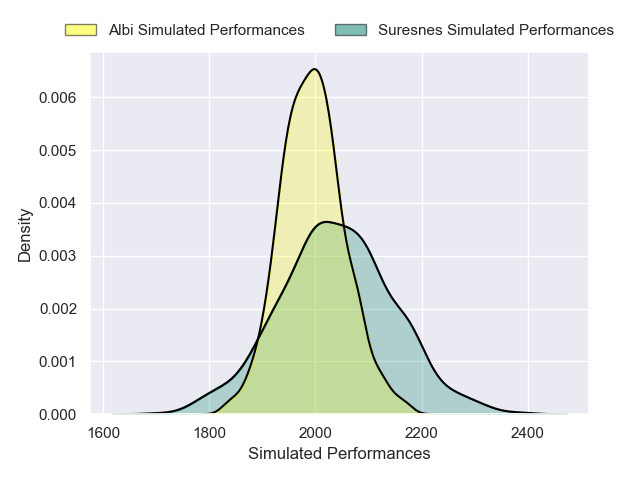 Albi Simulated Performances Suresnes Simulated Performances
0.006
0.005
0.004
0.003
0.002
0.001
0.000
Density
1600 1800 2000 2200 2400
Simulated Performances